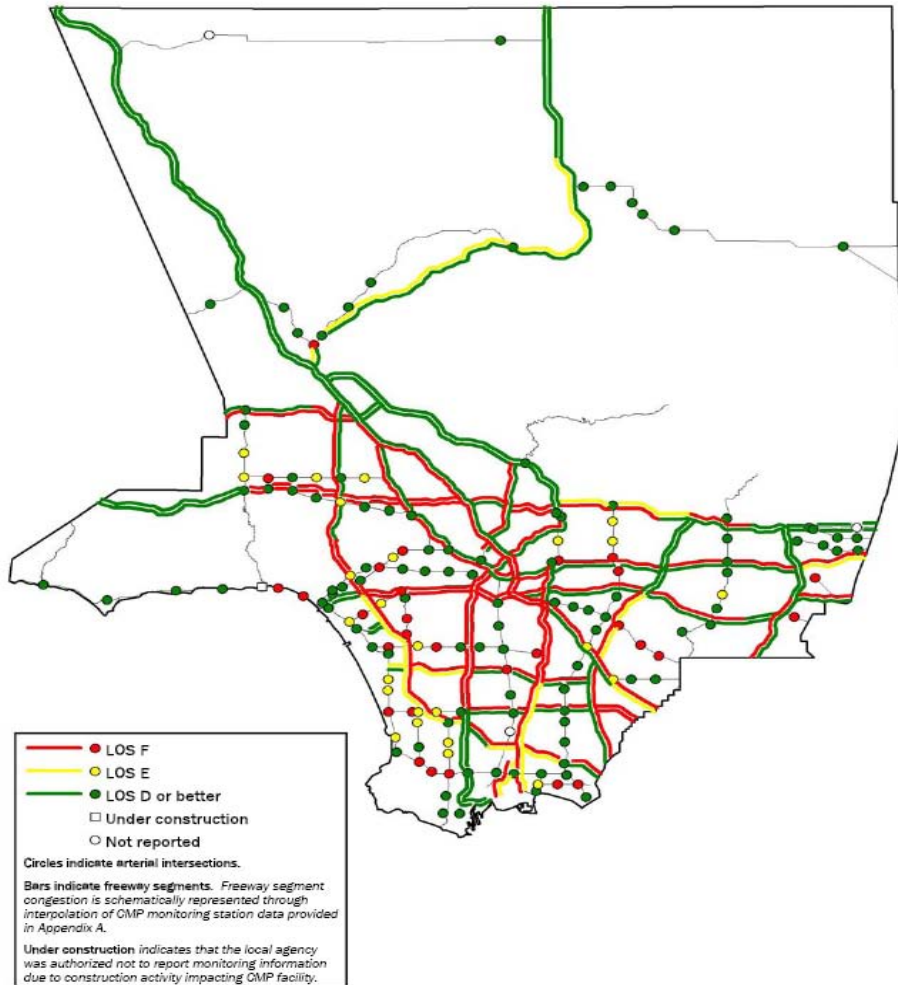 LOS F
LOS E
LOS D or better
Under construction
Not reported
Circles indicate arterial intersections.
Bars indicate freeway segments. Freeway segment
congestion is schematically represented through
interpolation of CMP monitoring station data provided
in Appendix A.
Under construction indicates that the local agency
was authorized not to report monitoring information
due to construction activity impacting CMP facility.